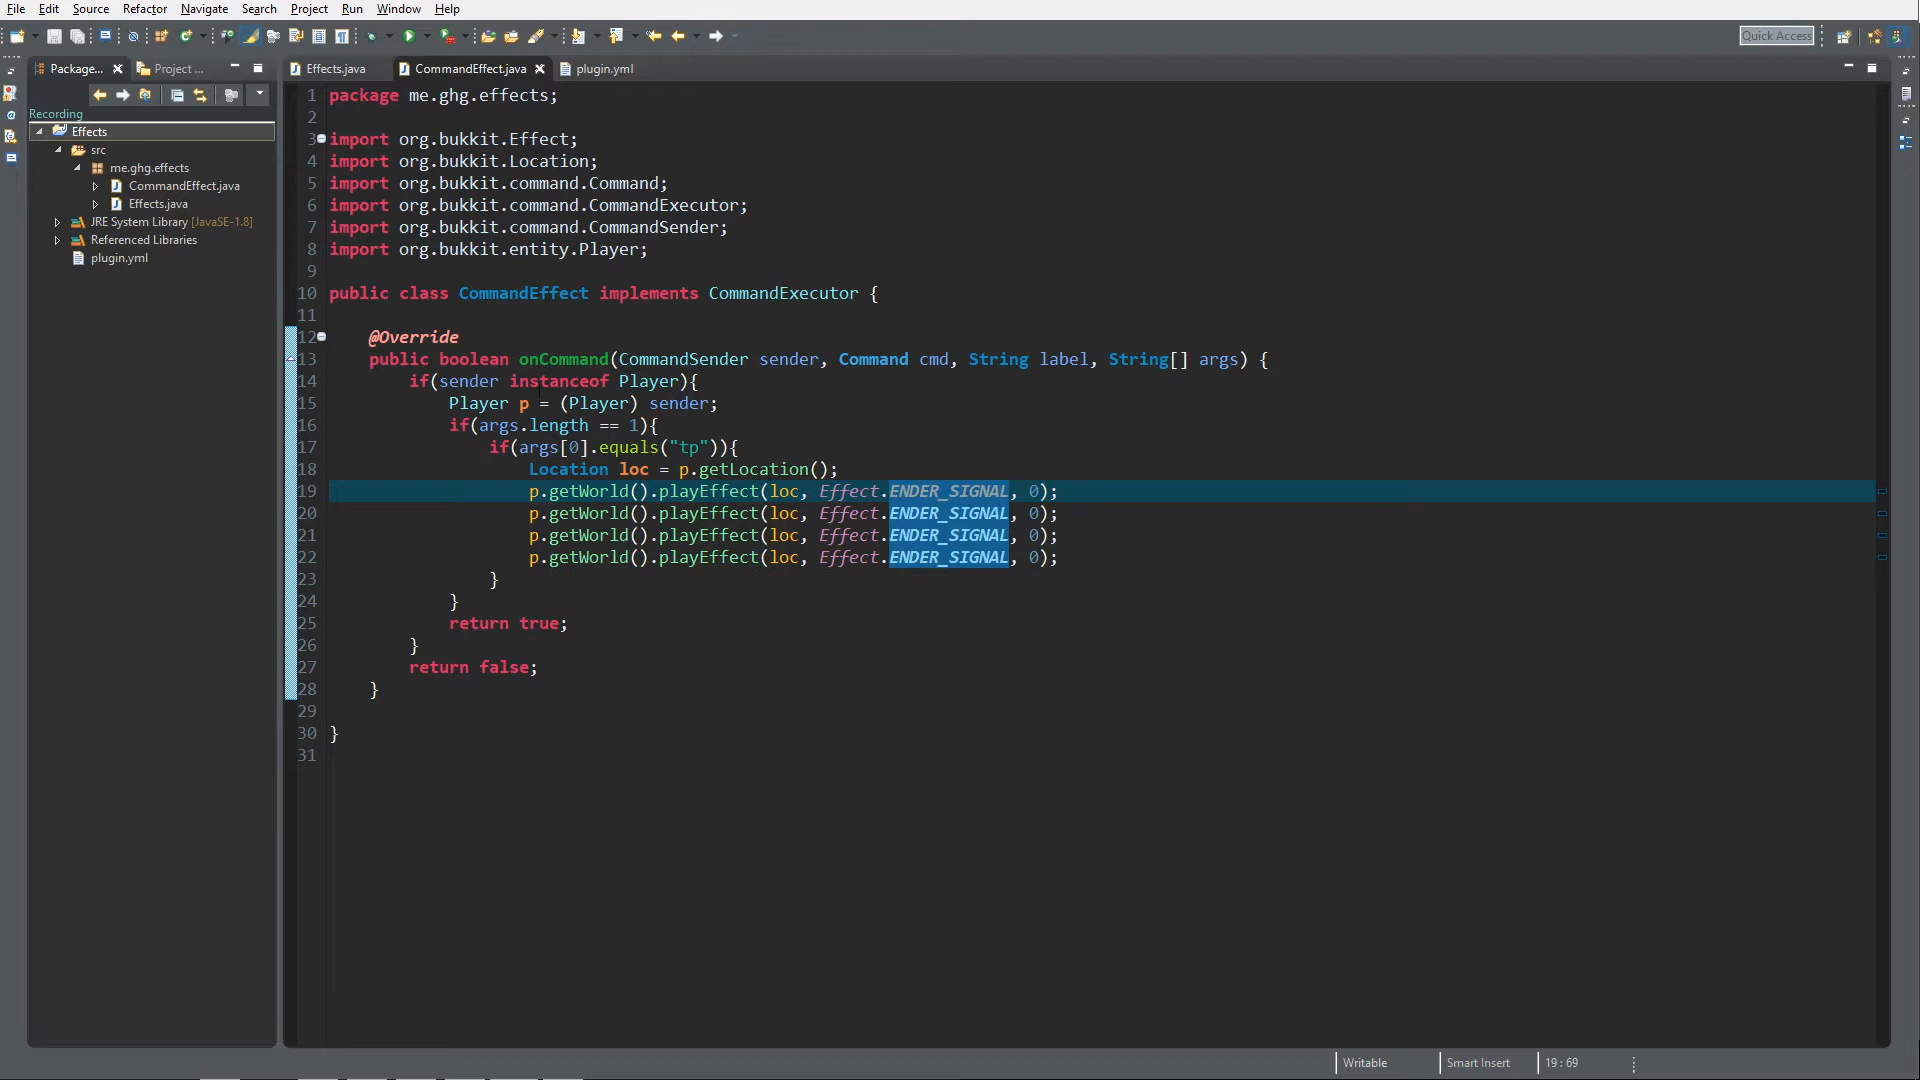 File Edit Source Refactor Navigate Search Project Run Window Help
Quick Access
Package... Project ...
Effects.java CommandEffect.java plugin.yml
Recording
Effects
src
me.ghg.effects
CommandEffect.java
Effects.java
JRE System Library [JavaSE-1.8]
Referenced Libraries
plugin.yml
1 package me.ghg.effects;
2
3 import org.bukkit.Effect;
4 import org.bukkit.Location;
5 import org.bukkit.command.Command;
6 import org.bukkit.command.CommandExecutor;
7 import org.bukkit.command.CommandSender;
8 import org.bukkit.entity.Player;
9
10 public class CommandEffect implements CommandExecutor {
11
12 @Override
13 public boolean onCommand(CommandSender sender, Command cmd, String label, String[] args) {
14 if(sender instanceof Player){
15 Player p = (Player) sender;
16 if(args.length == 1){
17 if(args[0].equals("tp")){
18 Location loc = p.getLocation();
19 p.getWorld().playEffect(loc, Effect.ENDER_SIGNAL, 0);
20 p.getWorld().playEffect(loc, Effect.ENDER_SIGNAL, 0);
21 p.getWorld().playEffect(loc, Effect.ENDER_SIGNAL, 0);
22 p.getWorld().playEffect(loc, Effect.ENDER_SIGNAL, 0);
23 }
24 }
25 return true;
26 }
27 return false;
28 }
29
30 }
31
Writable Smart Insert 19 : 69